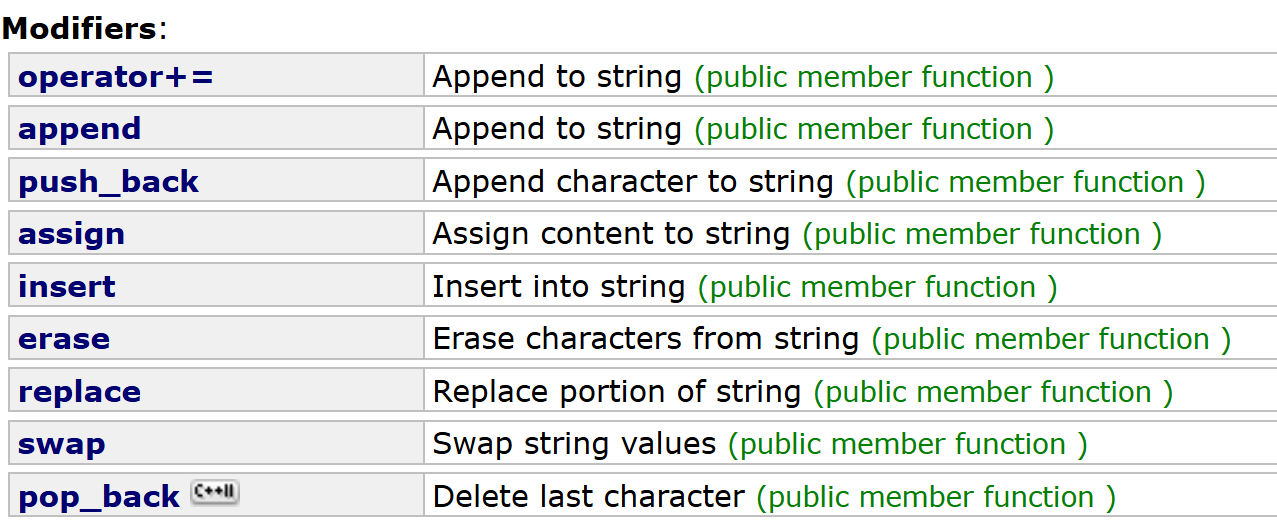 Modifiers:
operator+= Append to string (public member function )
append Append to string (public member function )
push_back Append character to string (public member function )
assign Assign content to string (public member function )
insert Insert into string (public member function )
erase Erase characters from string (public member function )
replace Replace portion of string (public member function )
swap Swap string values (public member function )
pop_back C++11 Delete last character (public member function )